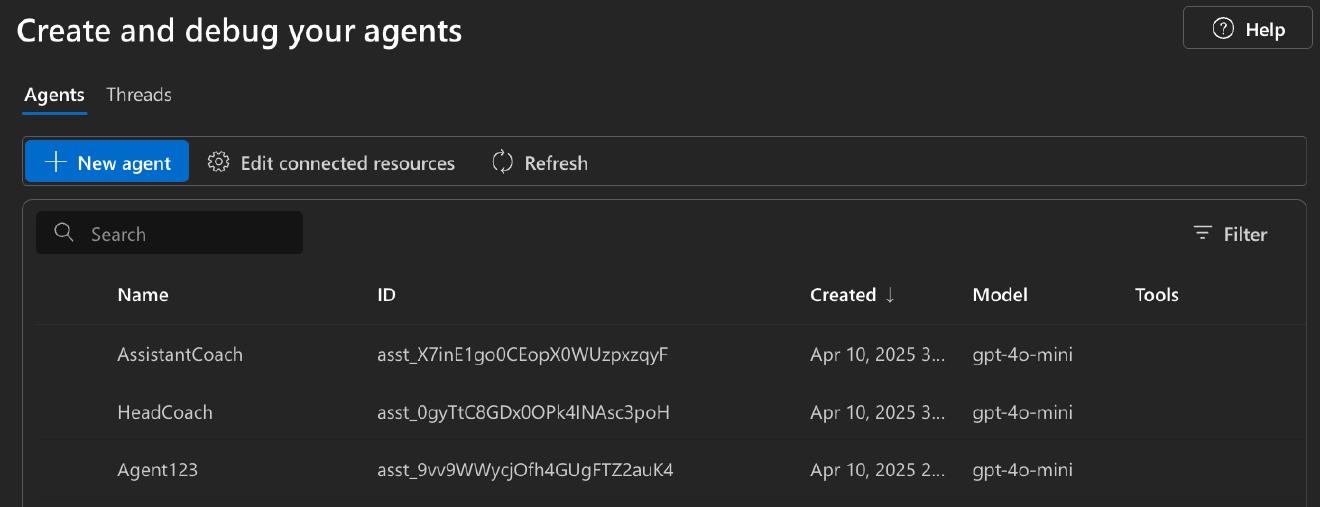 Create and debug your agents
Help
Agents Threads
New agent Edit connected resources Refresh
Search
Filter
Name ID Created ↓ Model Tools
AssistantCoach asst_X7inE1go0CEopX0WUzpxzqyF Apr 10, 2025 3... gpt-4o-mini
HeadCoach asst_0gyTtC8GDx0OPk4INAsc3poH Apr 10, 2025 3... gpt-4o-mini
Agent123 asst_9vv9WWycjOfh4GUgFTZ2auK4 Apr 10, 2025 2... gpt-4o-mini